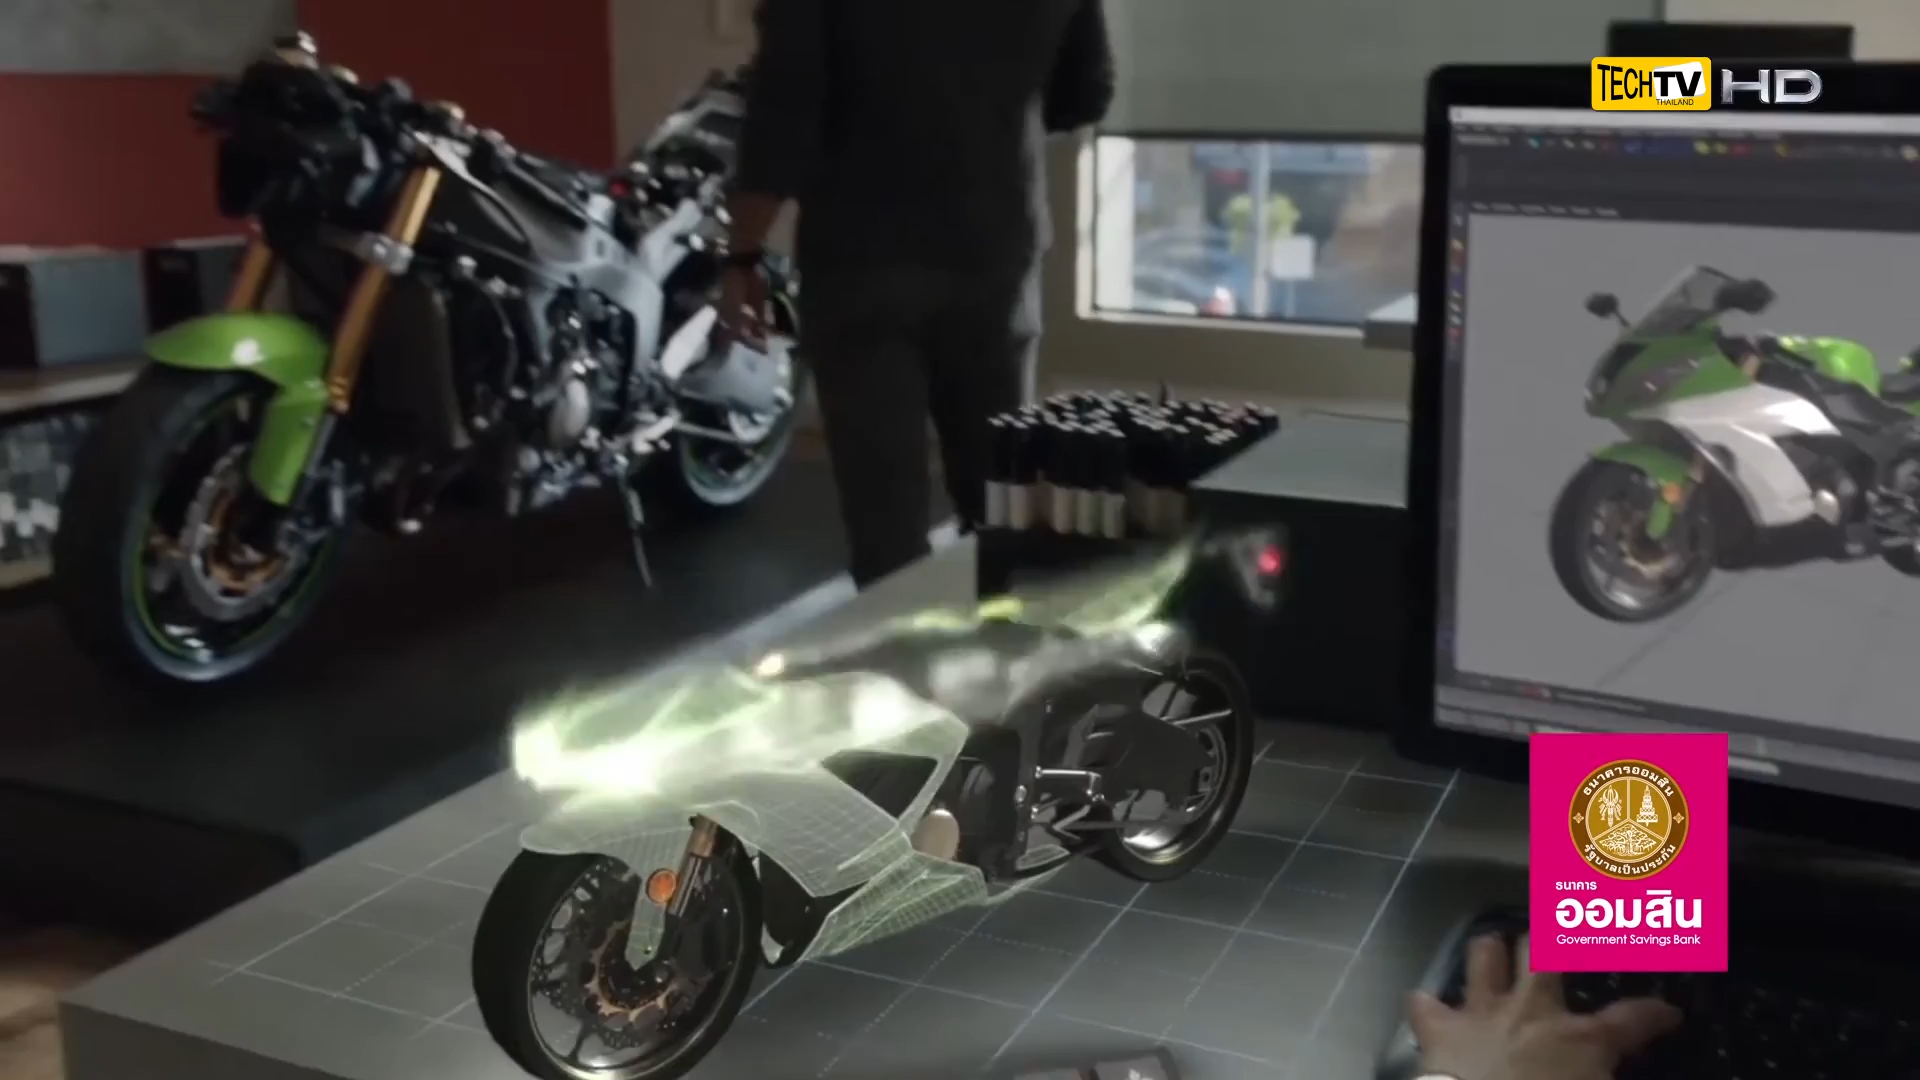 TECHTV HD
THAILAND
ธนาคารออมสิน
รัฐบาลเป็นประกัน
ธนาคาร
ออมสิน
Government Savings Bank